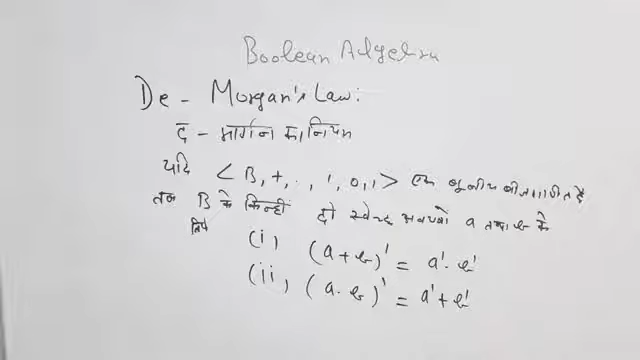 Boolean Algebra
De - Morgan's Law:
द - मार्गन का नियम
यदि < B, +, ., ', 0, 1 > एक बूलीय बीजगणित है
तब B के किन्हीं दो स्वेच्छ अवयवों a तथा b के
लिये
(i) (a + b)' = a'. b'
(ii) (a. b)' = a' + b'